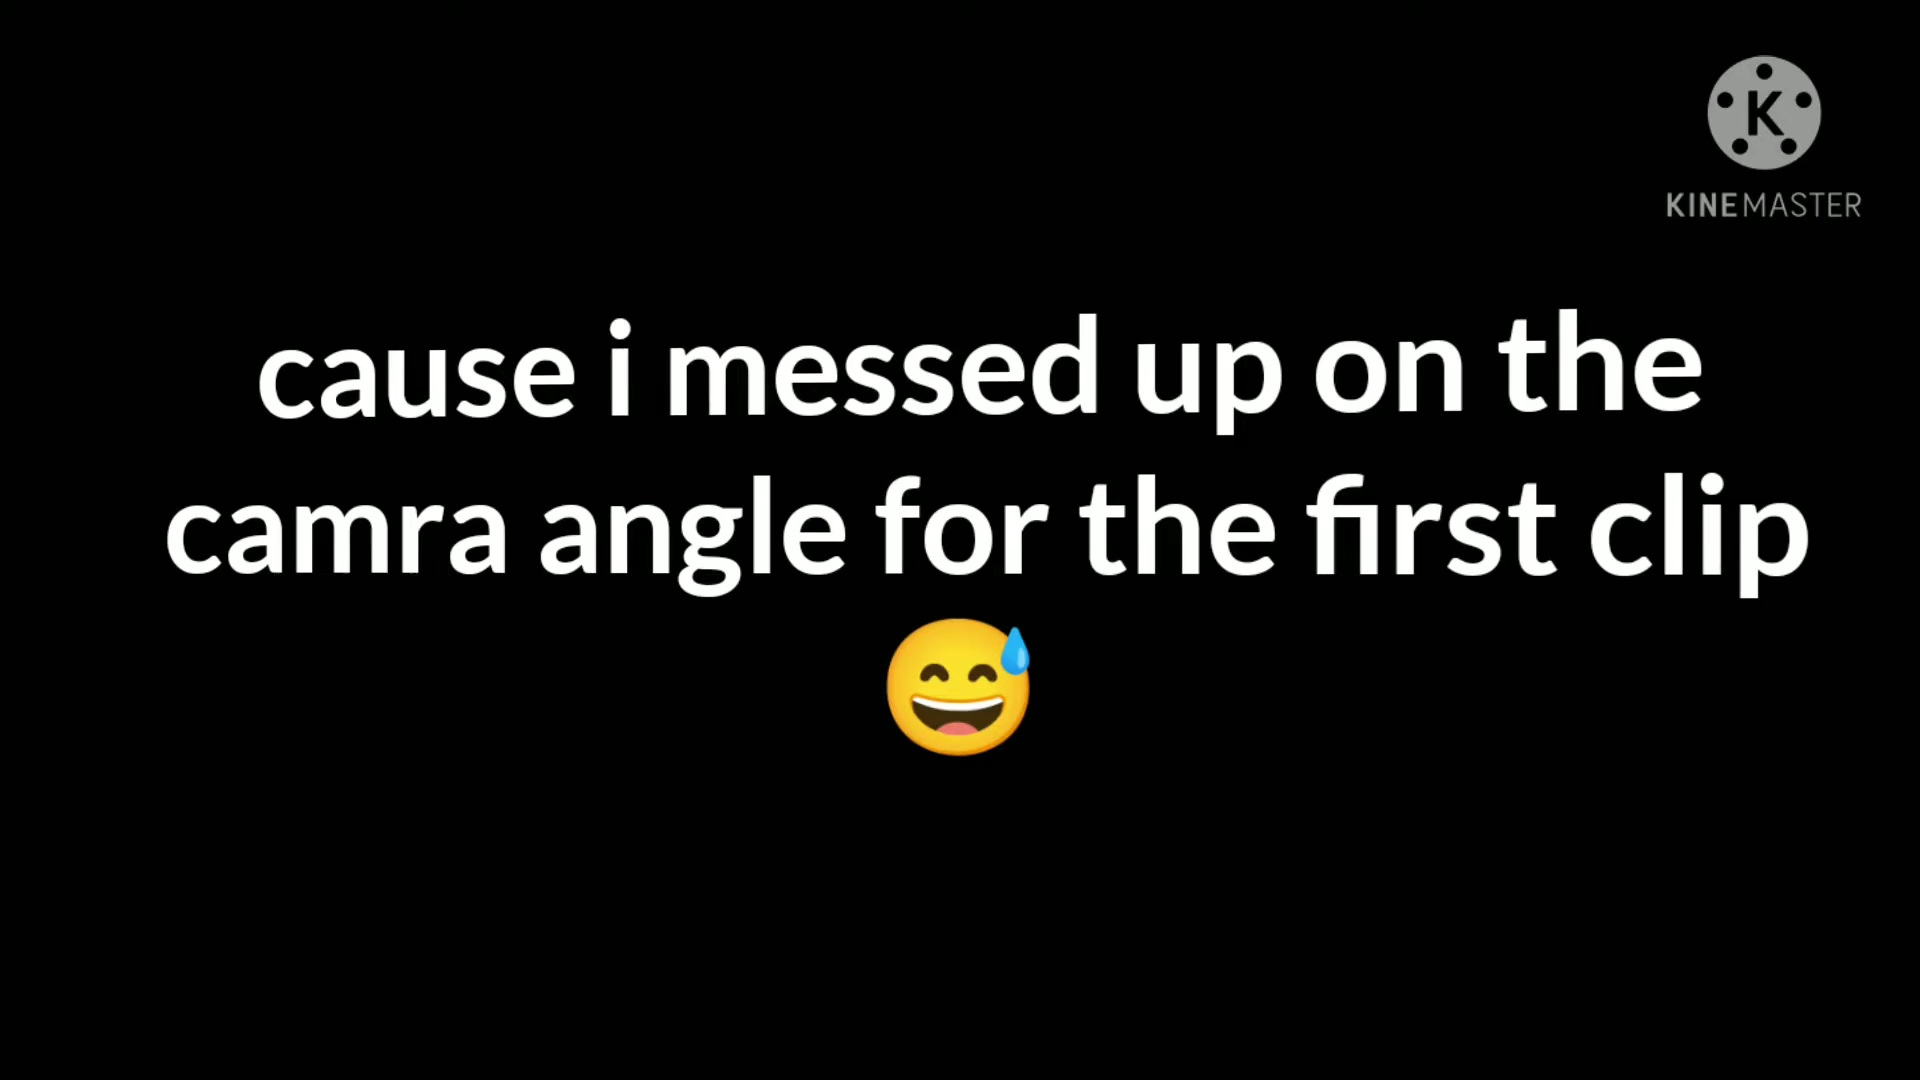 K
KINEMASTER
cause i messed up on the
camra angle for the first clip
😅